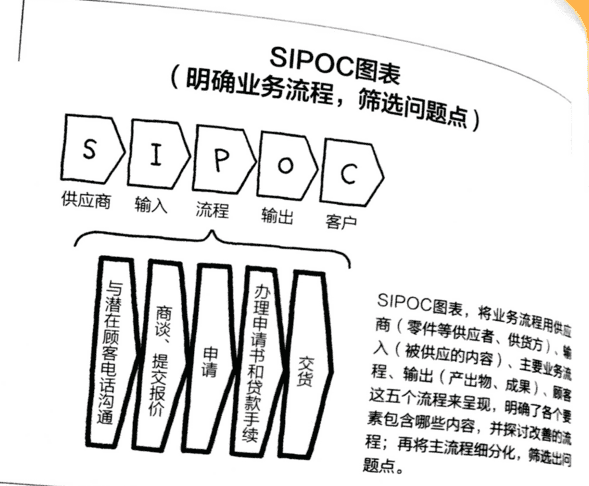 SIPOC图表
（明确业务流程，筛选问题点）
S I P O C
供应商 输入 流程 输出 客户
与潜在顾客电话沟通
商谈、提交报价
申请
办理申请书和贷款手续
交货
SIPOC图表，将业务流程用供应
商（零件等供应者、供货方）、输
入（被供应的内容）、主要业务流
程、输出（产出物、成果）、顾客
这五个流程来呈现，明确了各个要
素包含哪些内容，并探讨改善的流
程；再将主流程细分化，筛选出问
题点。